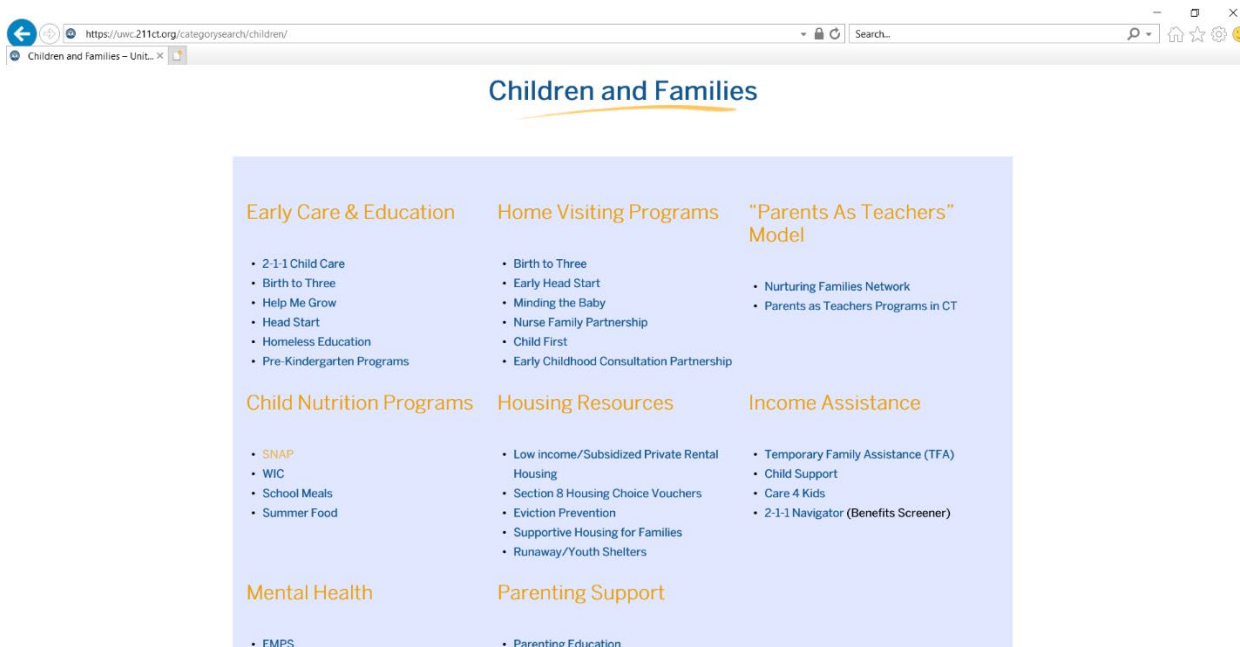 https://uwc.211ct.org/categorysearch/children/
Search...
Children and Families – Unit...
Children and Families
Early Care & Education
• 2-1-1 Child Care
• Birth to Three
• Help Me Grow
• Head Start
• Homeless Education
• Pre-Kindergarten Programs
Home Visiting Programs
• Birth to Three
• Early Head Start
• Minding the Baby
• Nurse Family Partnership
• Child First
• Early Childhood Consultation Partnership
"Parents As Teachers"
Model
• Nurturing Families Network
• Parents as Teachers Programs in CT
Child Nutrition Programs
• SNAP
• WIC
• School Meals
• Summer Food
Housing Resources
• Low income/Subsidized Private Rental
Housing
• Section 8 Housing Choice Vouchers
• Eviction Prevention
• Supportive Housing for Families
• Runaway/Youth Shelters
Income Assistance
• Temporary Family Assistance (TFA)
• Child Support
• Care 4 Kids
• 2-1-1 Navigator (Benefits Screener)
Mental Health
• EMPS
Parenting Support
• Parenting Education